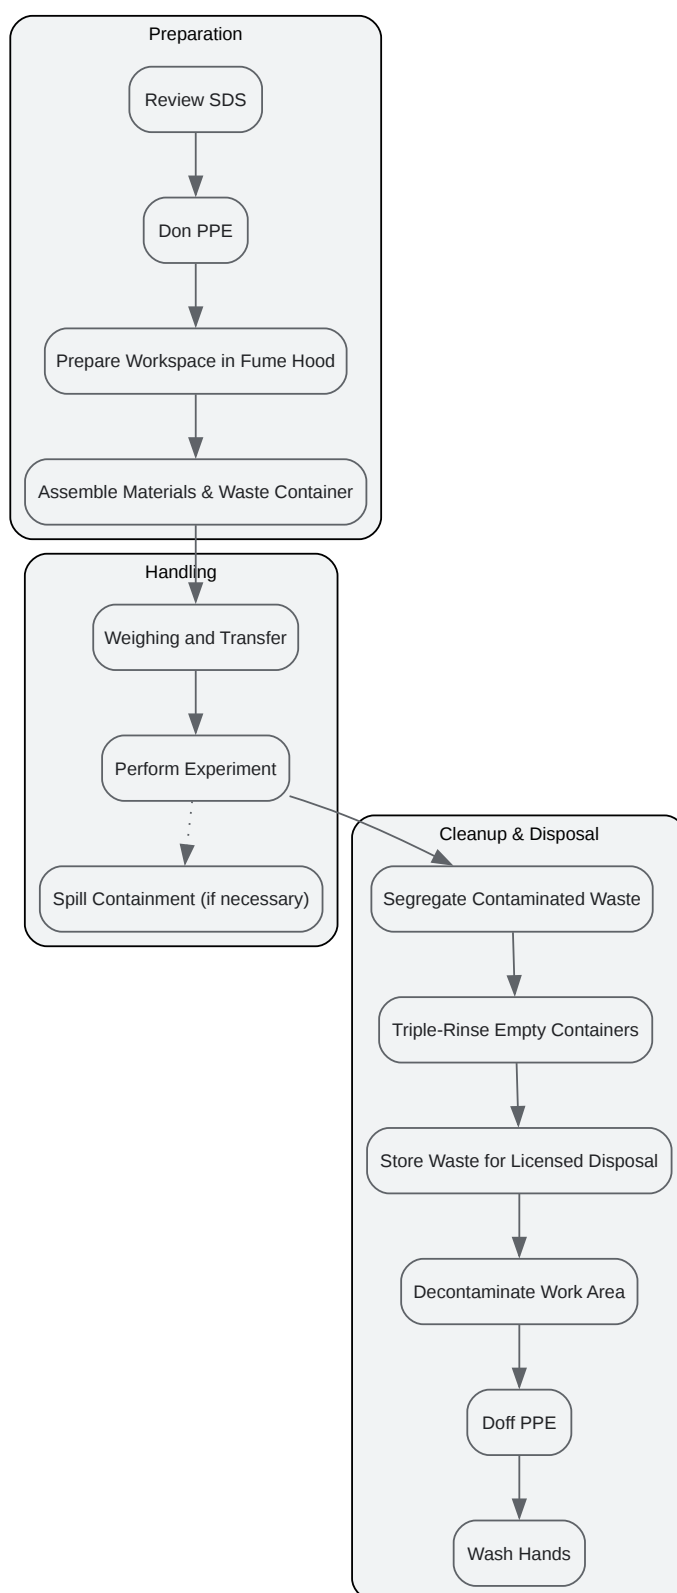 Preparation
Review SDS
Don PPE
Prepare Workspace in Fume Hood
Assemble Materials & Waste Container
Handling
Weighing and Transfer
Perform Experiment
Spill Containment (if necessary)
Cleanup & Disposal
Segregate Contaminated Waste
Triple-Rinse Empty Containers
Store Waste for Licensed Disposal
Decontaminate Work Area
Doff PPE
Wash Hands